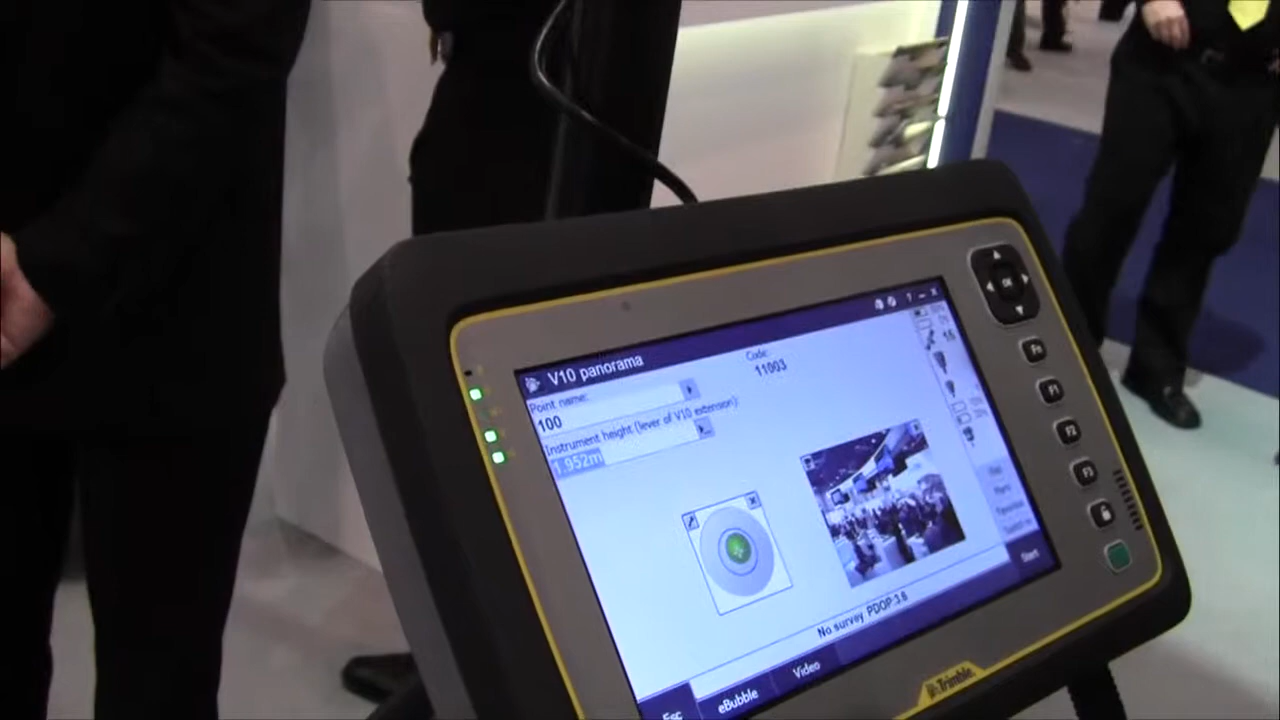 V10 panorama
?
Point name:
100
Code:
11003
Instrument height (lever of V10 extension):
1.952m
16
No survey PDOP:3.6
Esc
eBubble
Video
Start
OK
Fn
F1
F2
F3
Trimble